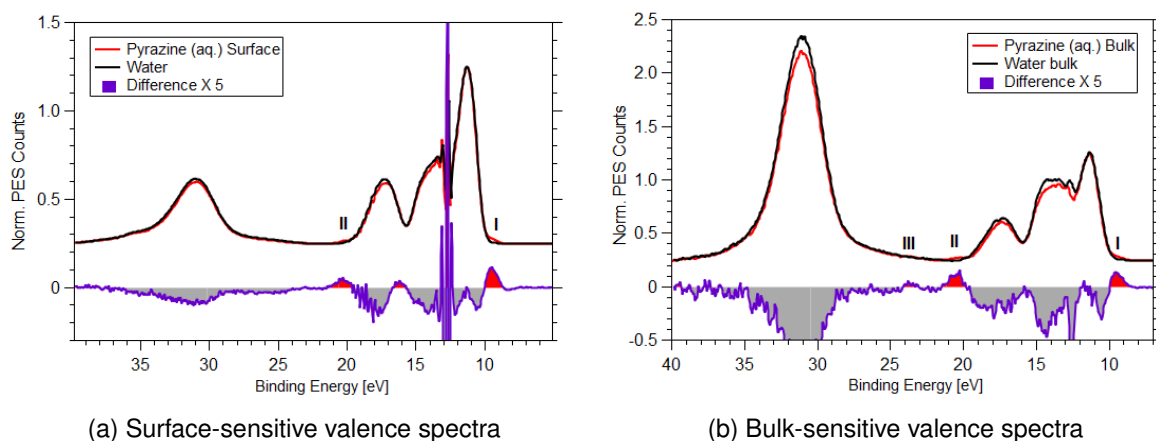 1.5
1.0
0.5
0
Norm. PES Counts
Pyrazine (aq.) Surface
Water
Difference X 5
II
I
35
30
25
20
15
10
Binding Energy [eV]
(a) Surface-sensitive valence spectra
2.5
2.0
1.5
1.0
0.5
0
-0.5
Norm. PES Counts
Pyrazine (aq.) Bulk
Water bulk
Difference X 5
III
II
I
40
35
30
25
20
15
10
Binding Energy [eV]
(b) Bulk-sensitive valence spectra